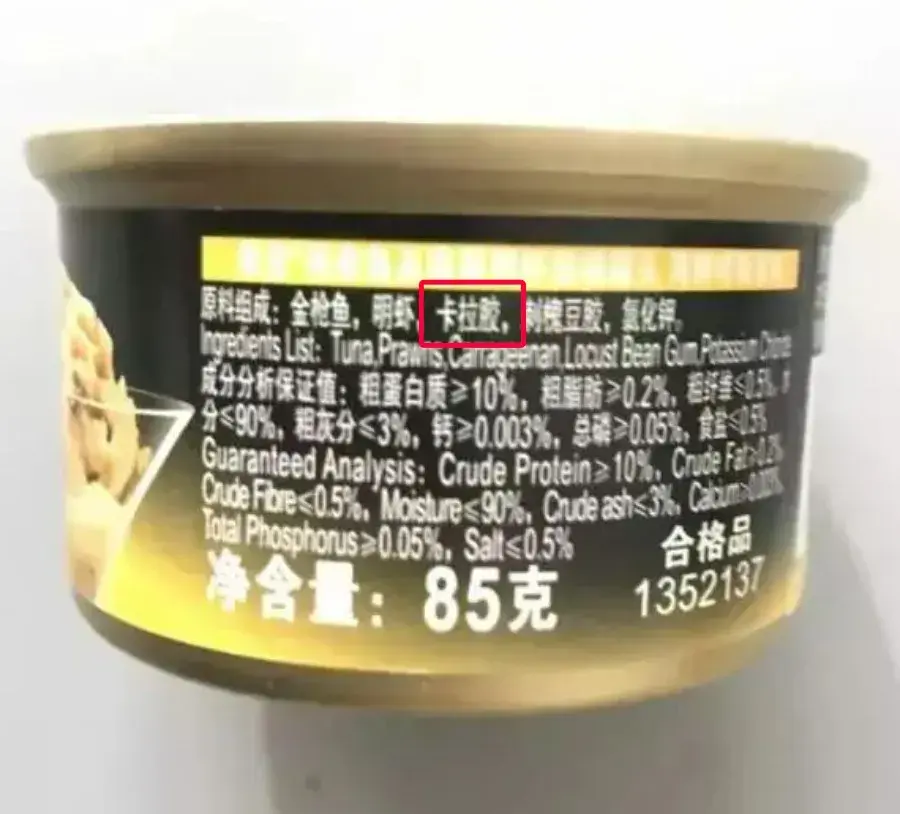 原料组成：金枪鱼，明虾，卡拉胶，刺槐豆胶，氯化钾。
Ingredients List: Tuna,Prawns,Carrageenan,Locust Bean Gum,Potassium Chloride
成分分析保证值：粗蛋白质≥10%，粗脂肪≥0.2%，粗纤维≤0.5%，
分≤90%，粗灰分≤3%，钙≥0.003%，总磷≥0.05%，食盐≤0.5%
Guaranteed Analysis: Crude Protein≥10%, Crude Fat≥0.2%,
Crude Fibre≤0.5%, Moisture≤90%, Crude ash≤3%, Calcium≥0.003%,
Total Phosphorus≥0.05%, Salt≤0.5%
合格品
净含量：85克
1352137